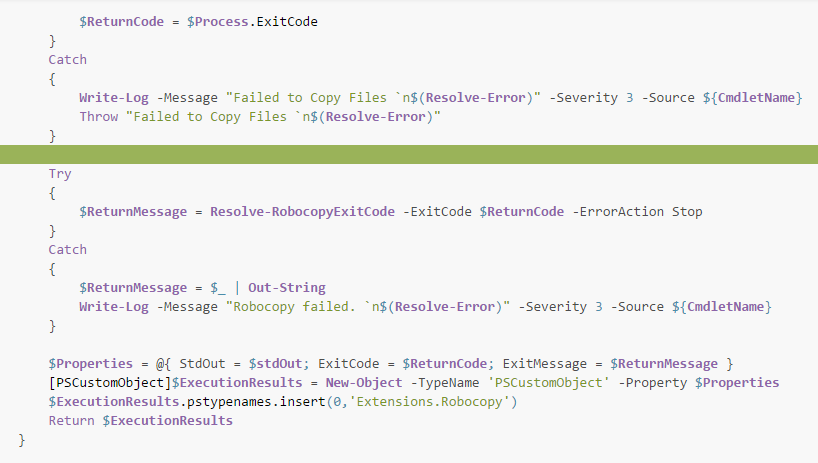 $ReturnCode = $Process.ExitCode
}
Catch
{
Write-Log -Message "Failed to Copy Files `n$(Resolve-Error)" -Severity 3 -Source ${CmdletName}
Throw "Failed to Copy Files `n$(Resolve-Error)"
}
Try
{
$ReturnMessage = Resolve-RobocopyExitCode -ExitCode $ReturnCode -ErrorAction Stop
}
Catch
{
$ReturnMessage = $_ | Out-String
Write-Log -Message "Robocopy failed. `n$(Resolve-Error)" -Severity 3 -Source ${CmdletName}
}
$Properties = @{ StdOut = $stdOut; ExitCode = $ReturnCode; ExitMessage = $ReturnMessage }
[PSCustomObject]$ExecutionResults = New-Object -TypeName 'PSCustomObject' -Property $Properties
$ExecutionResults.pstypenames.insert(0,'Extensions.Robocopy')
Return $ExecutionResults
}